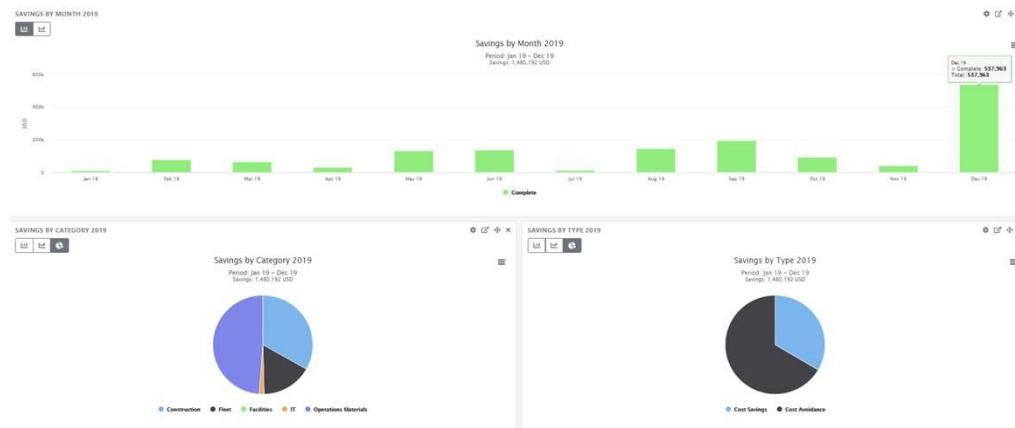 SAVINGS BY MONTH 2019
Savings by Month 2019
Period: Jan 19 – Dec 19
Savings: 1,480,192 USD
Dec 19
Complete: 537,963
Total: 537,963
600k
400k
200k
0
USD
Jan 19
Feb 19
Mar 19
Apr 19
May 19
Jun 19
Jul 19
Aug 19
Sep 19
Oct 19
Nov 19
Dec 19
Complete
SAVINGS BY CATEGORY 2019
Savings by Category 2019
Period: Jan 19 – Dec 19
Savings: 1,480,192 USD
Construction
Fleet
Facilities
IT
Operations Materials
SAVINGS BY TYPE 2019
Savings by Type 2019
Period: Jan 19 – Dec 19
Savings: 1,480,192 USD
Cost Savings
Cost Avoidance